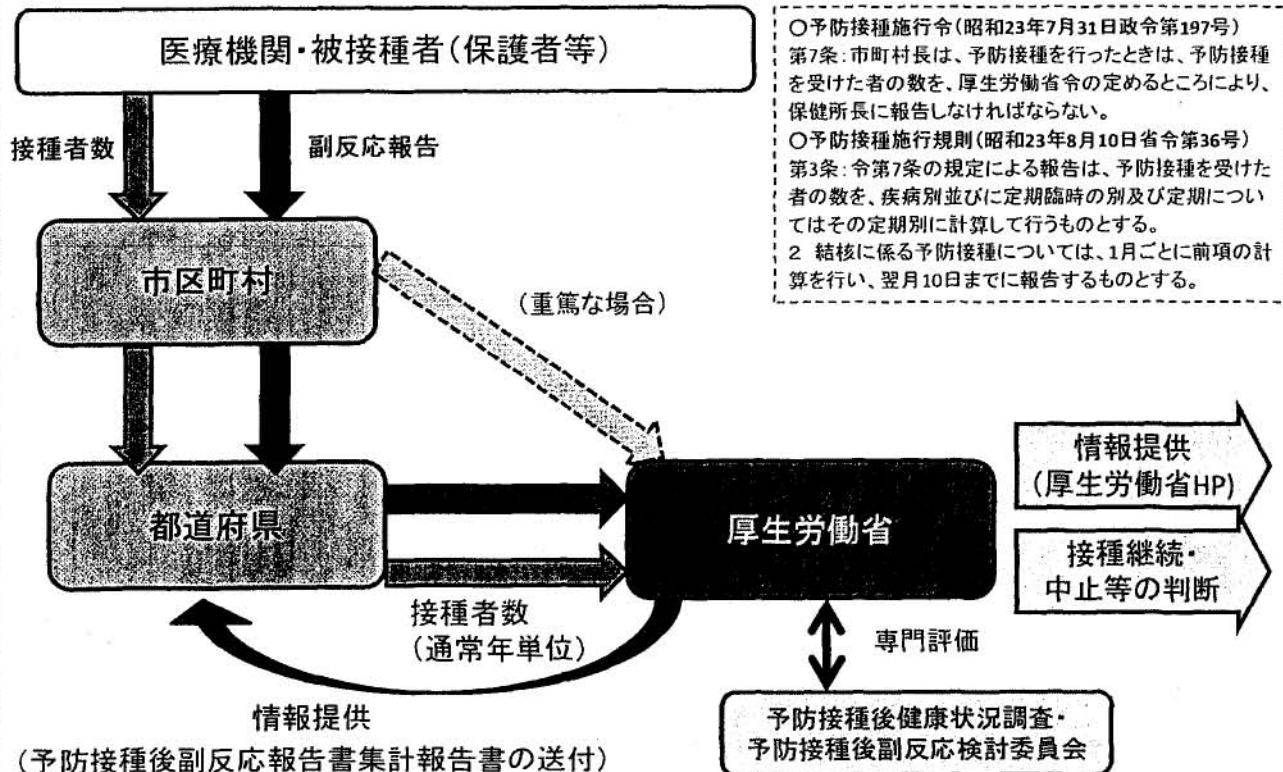 医療機関・被接種者(保護者等)
○予防接種施行令(昭和23年7月31日政令第197号)
第7条:市町村長は、予防接種を行ったときは、予防接種
を受けた者の数を、厚生労働省令の定めるところにより、
保健所長に報告しなければならない。
○予防接種施行規則(昭和23年8月10日省令第36号)
第3条:令第7条の規定による報告は、予防接種を受けた
者の数を、疾病別並びに定期臨時の別及び定期につい
てはその定期別に計算して行うものとする。
2 結核に係る予防接種については、1月ごとに前項の計
算を行い、翌月10日までに報告するものとする。
接種者数
副反応報告
市区町村
(重篤な場合)
都道府県
厚生労働省
情報提供
(厚生労働省HP)
接種継続・
中止等の判断
接種者数
(通常年単位)
専門評価
情報提供
(予防接種後副反応報告書集計報告書の送付)
予防接種後健康状況調査・
予防接種後副反応検討委員会